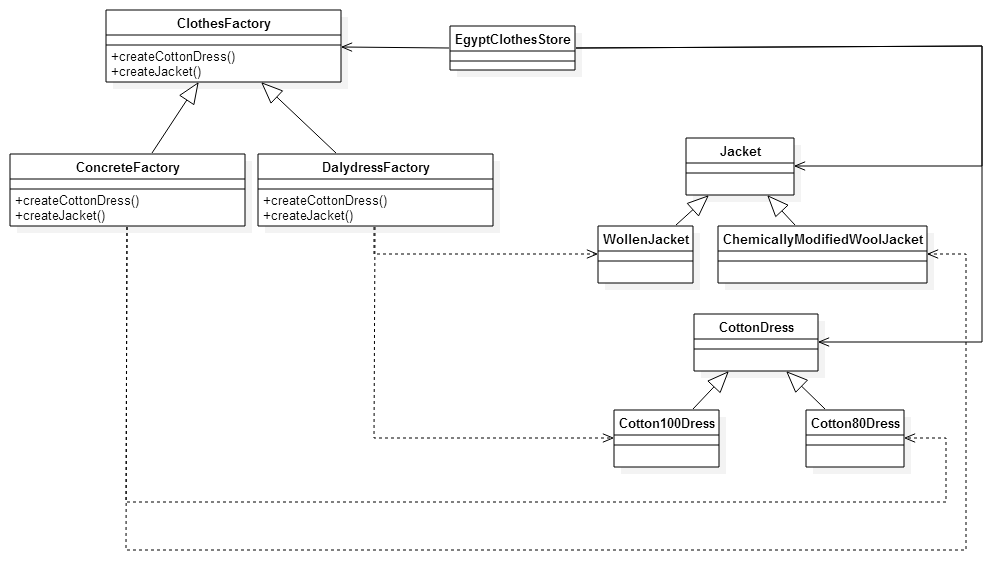 ClothesFactory
+createCottonDress()
+createJacket()
EgyptClothesStore
ConcreteFactory
+createCottonDress()
+createJacket()
DalydressFactory
+createCottonDress()
+createJacket()
Jacket
WollenJacket
ChemicallyModifiedWoolJacket
CottonDress
Cotton100Dress
Cotton80Dress